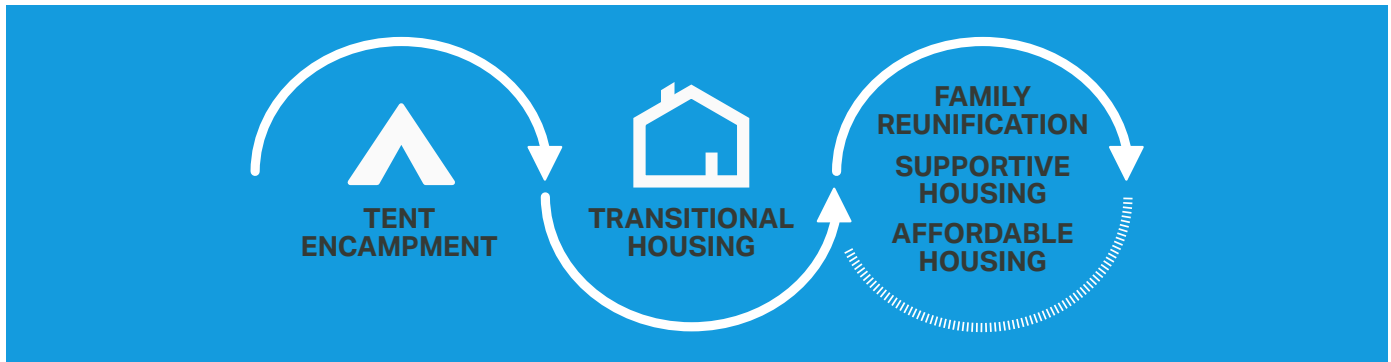 TENT
ENCAMPMENT
TRANSITIONAL
HOUSING
FAMILY
REUNIFICATION
SUPPORTIVE
HOUSING
AFFORDABLE
HOUSING